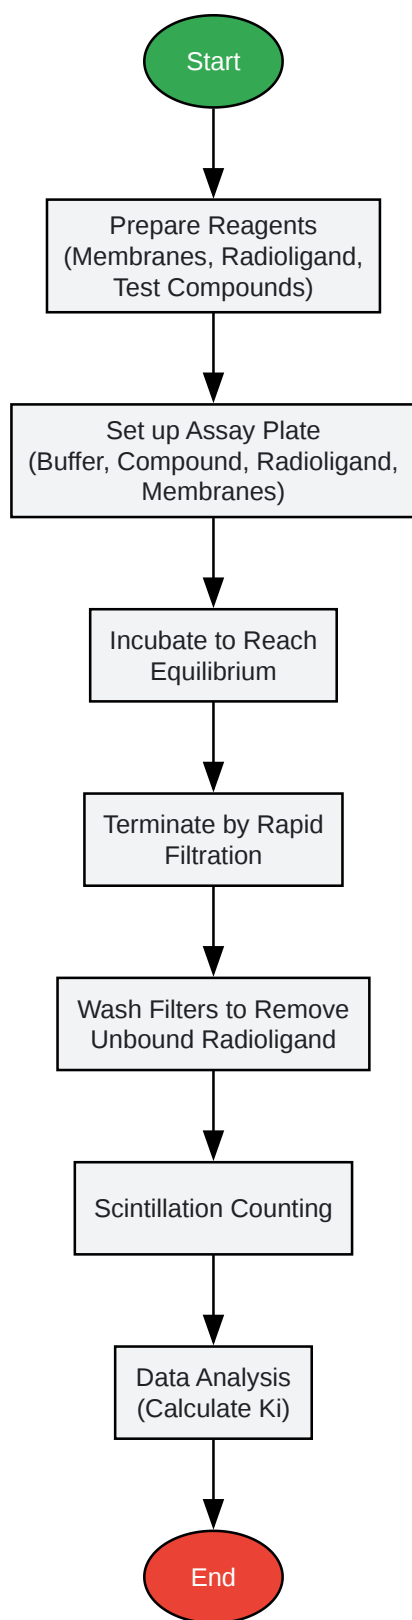 Start
Prepare Reagents
(Membranes, Radioligand,
Test Compounds)
Set up Assay Plate
(Buffer, Compound, Radioligand,
Membranes)
Incubate to Reach
Equilibrium
Terminate by Rapid
Filtration
Wash Filters to Remove
Unbound Radioligand
Scintillation Counting
Data Analysis
(Calculate Ki)
End